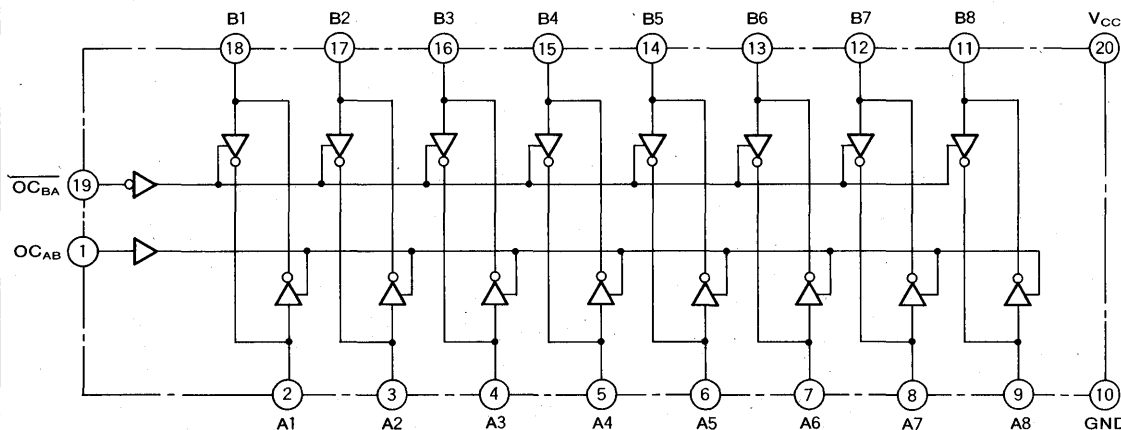 B1 B2 B3 B4 B5 B6 B7 B8 VCC
18 17 16 15 14 13 12 11 20
OCBA 19
OCAB 1
2 3 4 5 6 7 8 9 10
A1 A2 A3 A4 A5 A6 A7 A8 GND